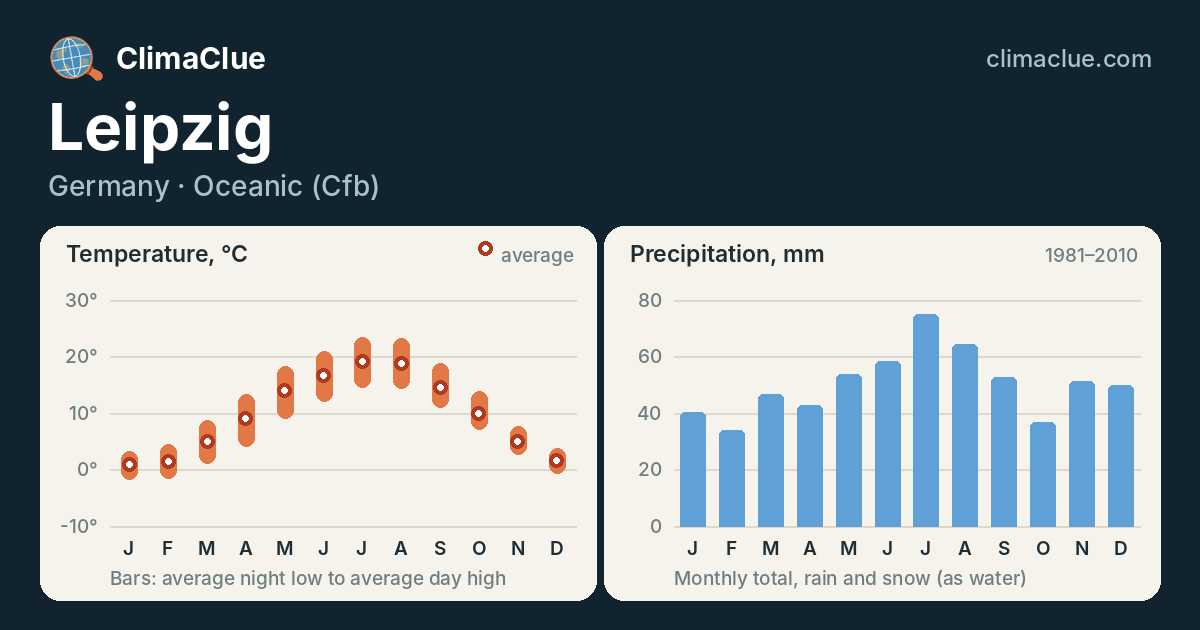 ClimaClue
climaclue.com
Leipzig
Germany · Oceanic (Cfb)
Temperature, °C
average
30°
20°
10°
0°
-10°
J F M A M J J A S O N D
Bars: average night low to average day high
Precipitation, mm
1981–2010
80
60
40
20
0
J F M A M J J A S O N D
Monthly total, rain and snow (as water)